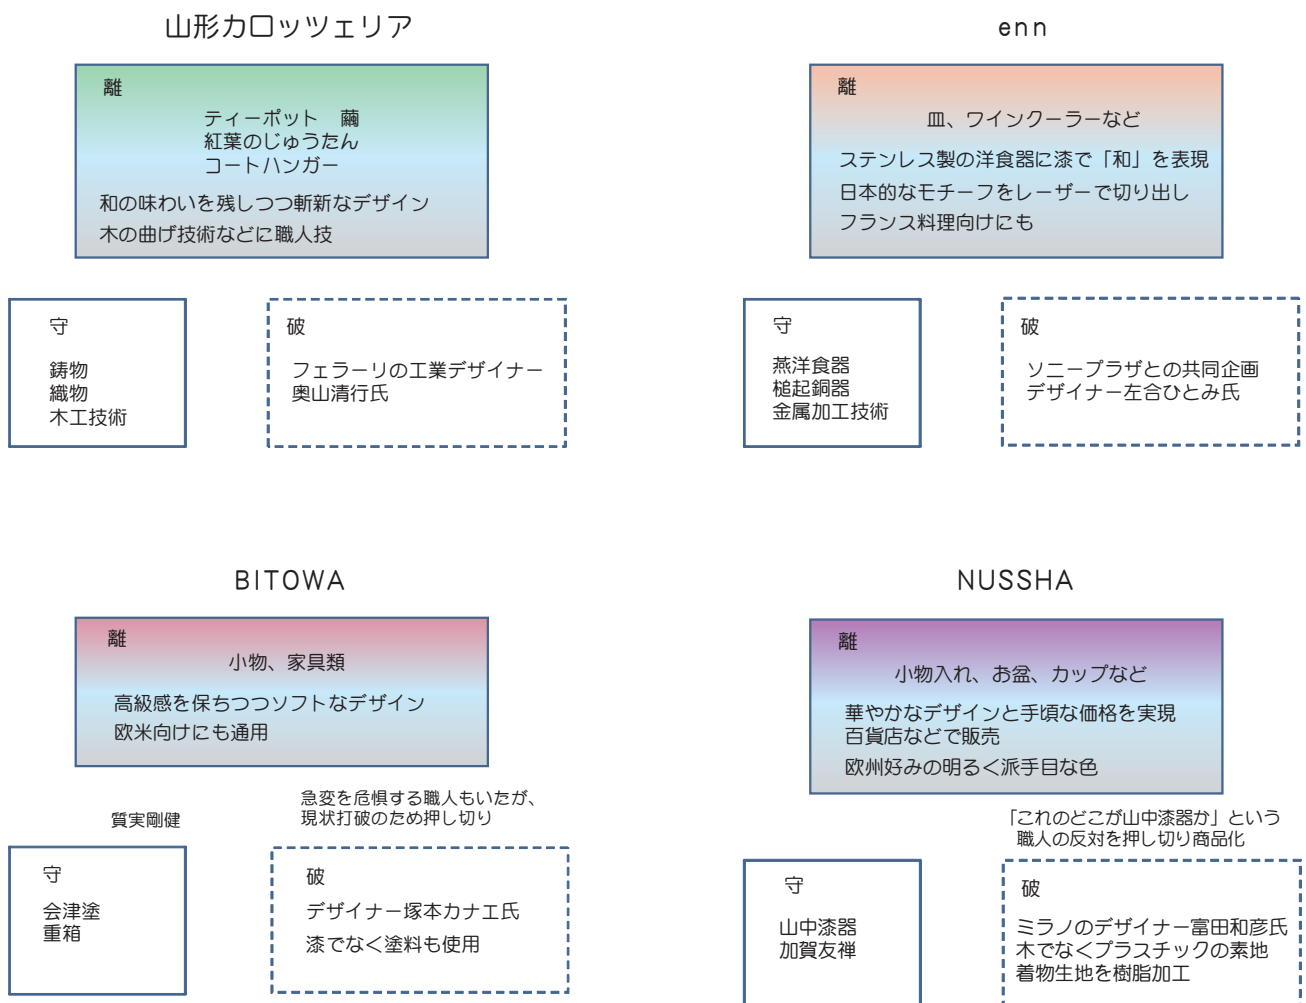 山形カロッツェリア
離
ティーポット　繭
紅葉のじゅうたん
コートハンガー
和の味わいを残しつつ斬新なデザイン
木の曲げ技術などに職人技
守
鋳物
織物
木工技術
破
フェラーリの工業デザイナー
奥山清行氏
enn
離
皿、ワインクーラーなど
ステンレス製の洋食器に漆で「和」を表現
日本的なモチーフをレーザーで切り出し
フランス料理向けにも
守
燕洋食器
槌起銅器
金属加工技術
破
ソニープラザとの共同企画
デザイナー左合ひとみ氏
BITOWA
離
小物、家具類
高級感を保ちつつソフトなデザイン
欧米向けにも通用
質実剛健
急変を危惧する職人もいたが、
現状打破のため押し切り
守
会津塗
重箱
破
デザイナー塚本カナエ氏
漆でなく塗料も使用
NUSSHA
離
小物入れ、お盆、カップなど
華やかなデザインと手頃な価格を実現
百貨店などで販売
欧州好みの明るく派手目な色
「これのどこが山中漆器か」という
職人の反対を押し切り商品化
守
山中漆器
加賀友禅
破
ミラノのデザイナー富田和彦氏
木でなくプラスチックの素地
着物生地を樹脂加工